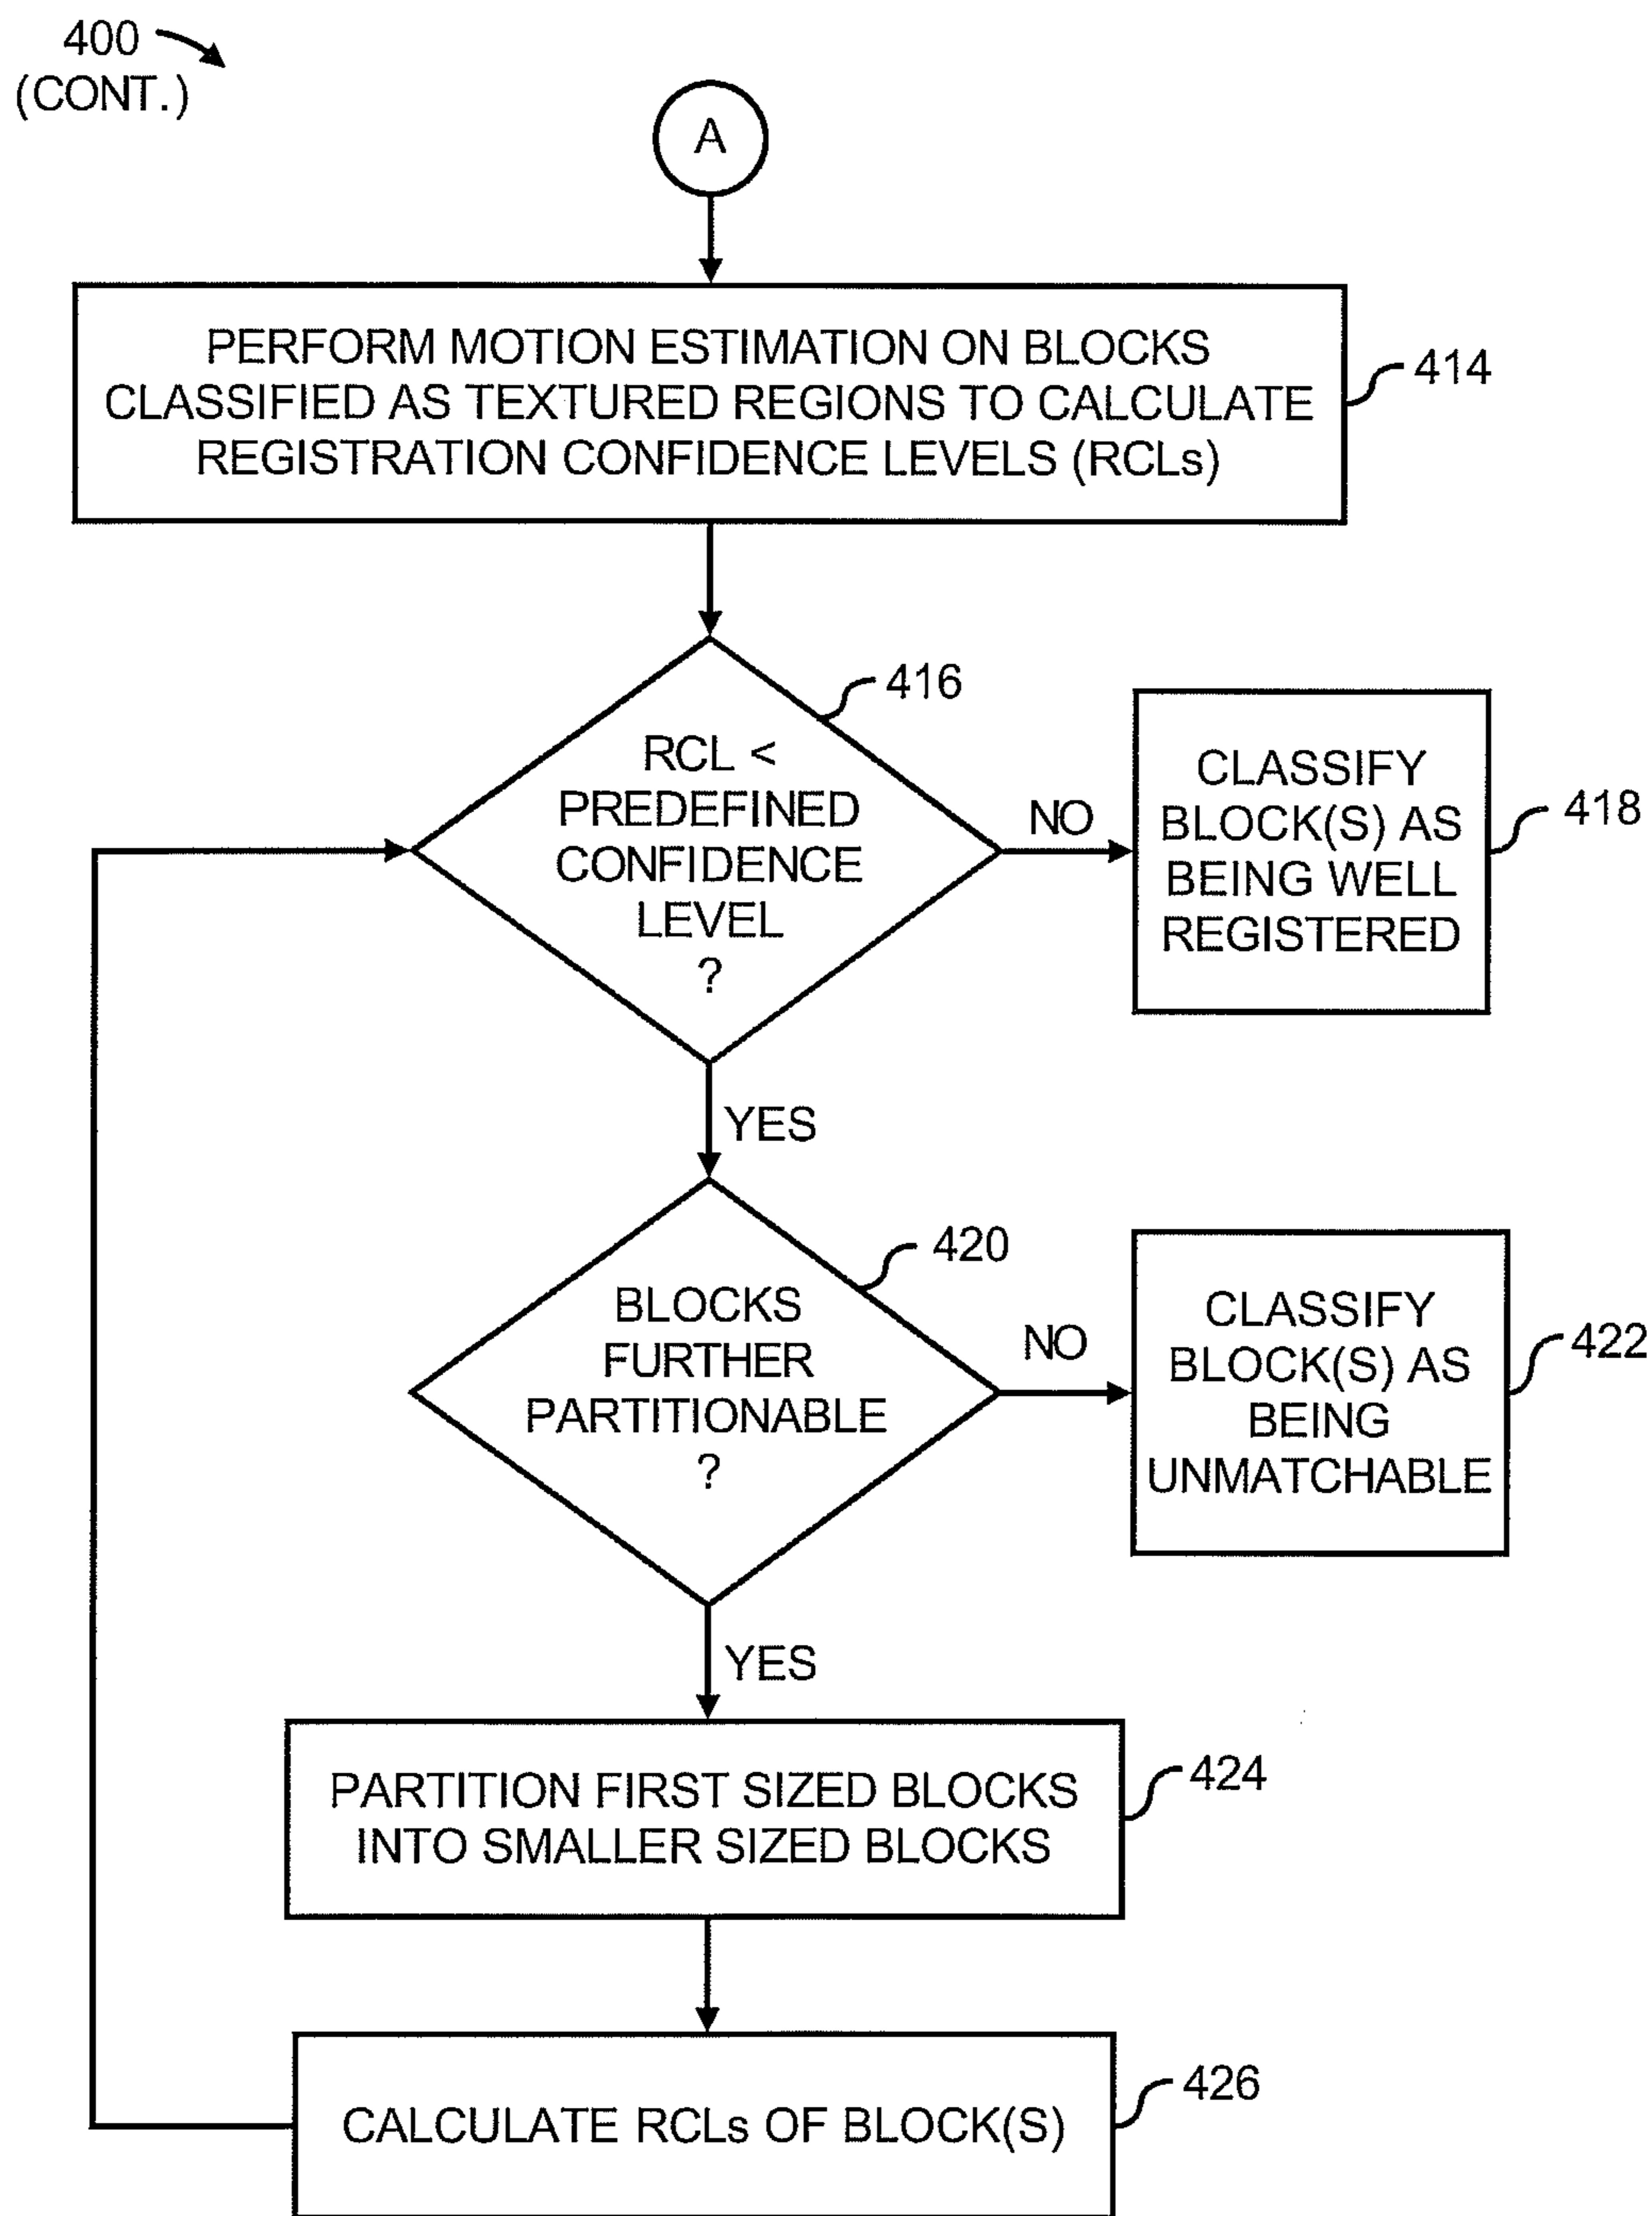 400
(CONT.)
A
PERFORM MOTION ESTIMATION ON BLOCKS
CLASSIFIED AS TEXTURED REGIONS TO CALCULATE
REGISTRATION CONFIDENCE LEVELS (RCLs)
414
416
RCL <
PREDEFINED
CONFIDENCE
LEVEL
?
NO
CLASSIFY
BLOCK(S) AS
BEING WELL
REGISTERED
418
YES
420
BLOCKS
FURTHER
PARTITIONABLE
?
NO
CLASSIFY
BLOCK(S) AS
BEING
UNMATCHABLE
422
YES
PARTITION FIRST SIZED BLOCKS
INTO SMALLER SIZED BLOCKS
424
CALCULATE RCLs OF BLOCK(S)
426